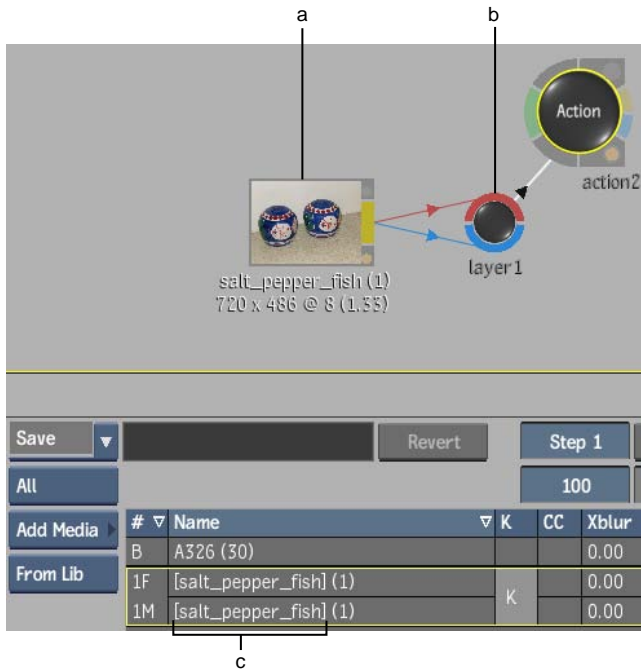 a
b
Action
action2
layer1
salt_pepper_fish (1)
720 x 486 @ 8 (1.33)
Save
Revert
Step 1
All
100
Add Media
# Name K CC Xblur
B A326 (30) 0.00
From Lib
1F [salt_pepper_fish] (1) K 0.00
1M [salt_pepper_fish] (1) 0.00
c